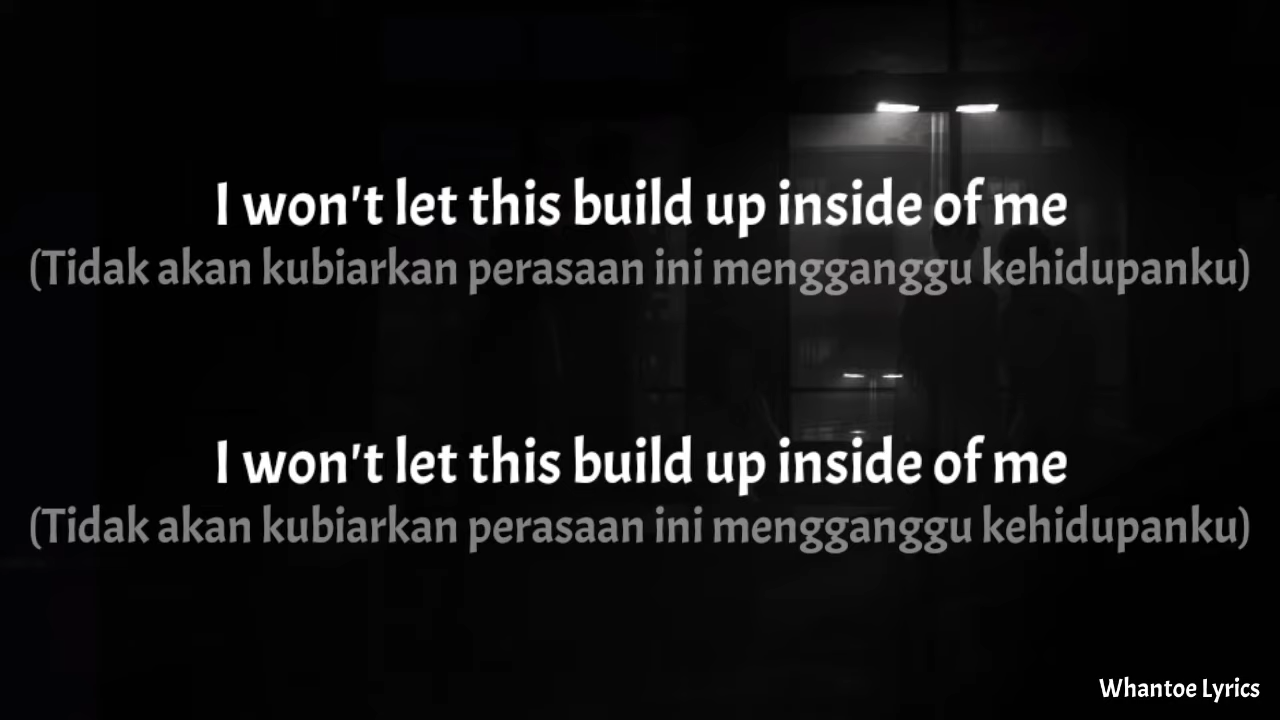 I won't let this build up inside of me
(Tidak akan kubiarkan perasaan ini mengganggu kehidupanku)
I won't let this build up inside of me
(Tidak akan kubiarkan perasaan ini mengganggu kehidupanku)
Whantoe Lyrics